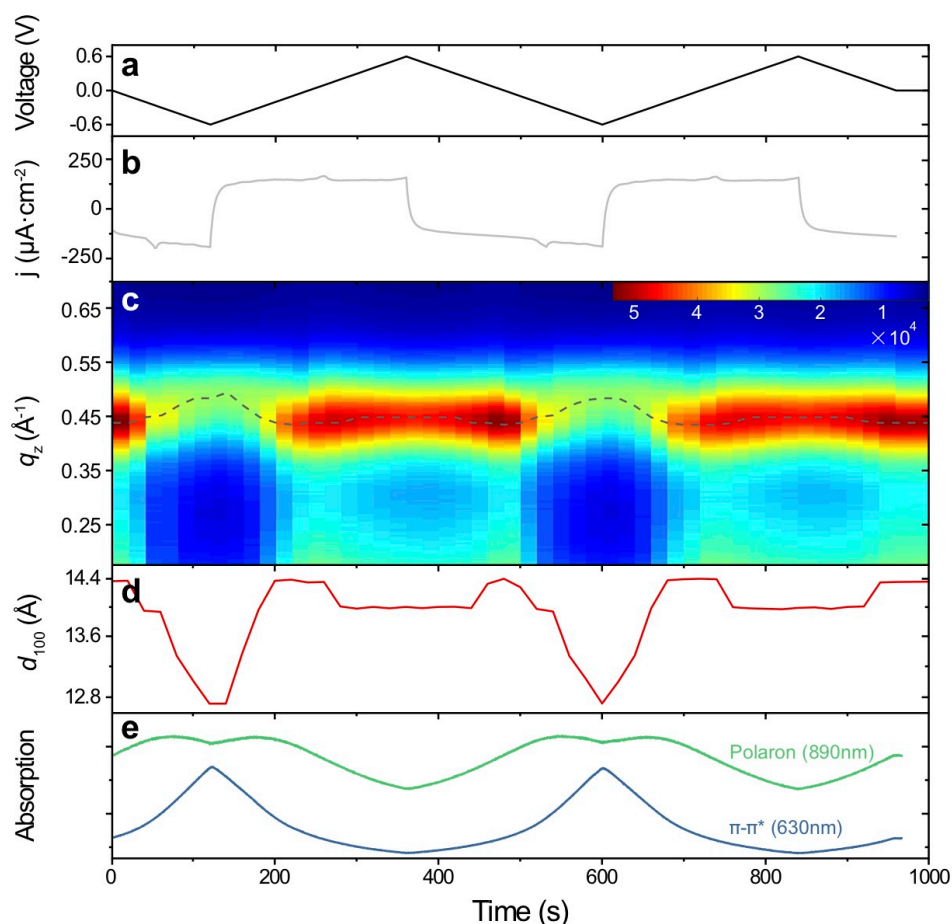 a
Voltage (V)
0.6
0.0
-0.6
b
j (µA·cm⁻²)
250
0
-250
c
q_z (Å⁻¹)
0.65
0.55
0.45
0.35
0.25
5 4 3 2 1
× 10⁴
d
d₁₀₀ (Å)
14.4
13.6
12.8
e
Absorption
Polaron (890nm)
π-π* (630nm)
0 200 400 600 800 1000
Time (s)